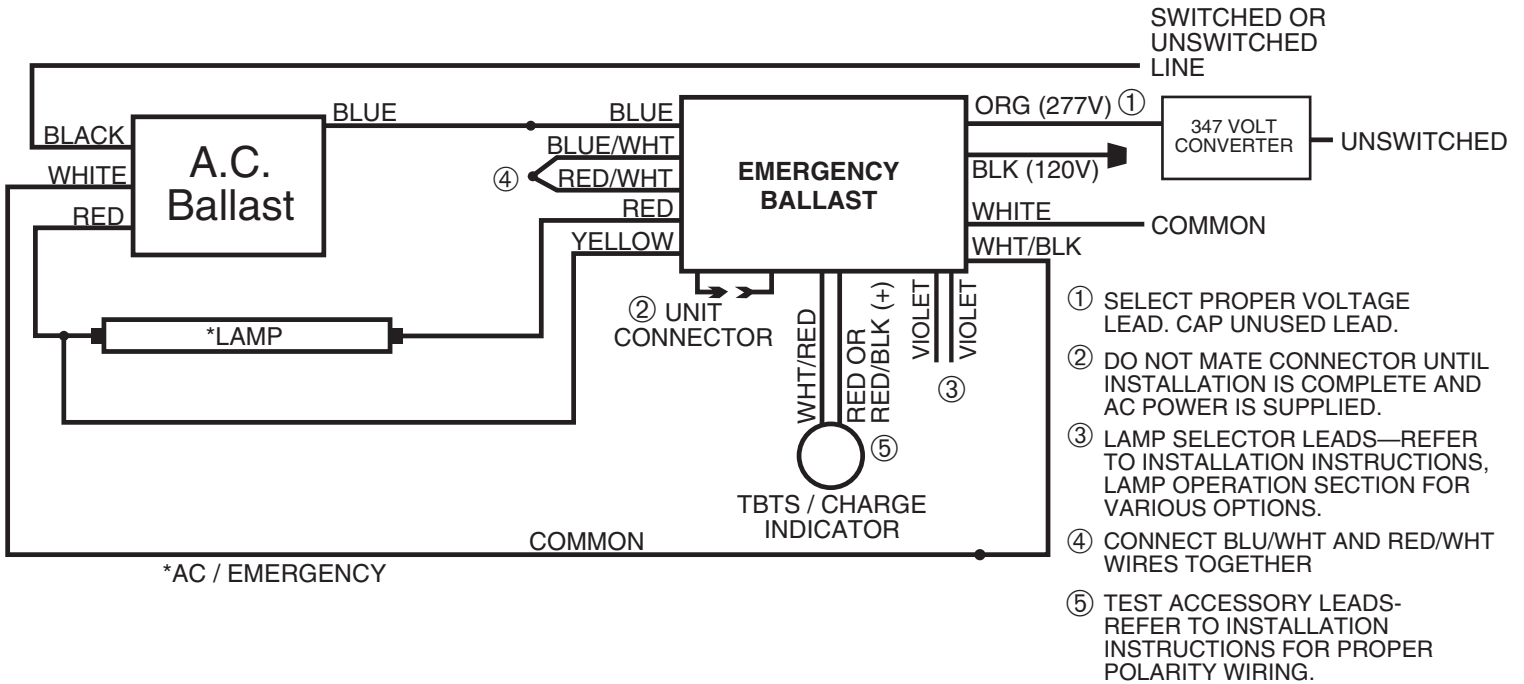 SWITCHED OR
UNSWITCHED
LINE
BLACK
WHITE
RED
A.C.
Ballast
BLUE
BLUE
BLUE/WHT
④
RED/WHT
RED
YELLOW
EMERGENCY
BALLAST
ORG (277V) ①
BLK (120V)
WHITE
WHT/BLK
347 VOLT
CONVERTER
UNSWITCHED
COMMON
*LAMP
② UNIT
CONNECTOR
WHT/RED
RED OR
RED/BLK (+)
VIOLET
VIOLET
③
⑤
TBTS / CHARGE
INDICATOR
COMMON
*AC / EMERGENCY
① SELECT PROPER VOLTAGE
LEAD. CAP UNUSED LEAD.
② DO NOT MATE CONNECTOR UNTIL
INSTALLATION IS COMPLETE AND
AC POWER IS SUPPLIED.
③ LAMP SELECTOR LEADS—REFER
TO INSTALLATION INSTRUCTIONS,
LAMP OPERATION SECTION FOR
VARIOUS OPTIONS.
④ CONNECT BLU/WHT AND RED/WHT
WIRES TOGETHER
⑤ TEST ACCESSORY LEADS-
REFER TO INSTALLATION
INSTRUCTIONS FOR PROPER
POLARITY WIRING.